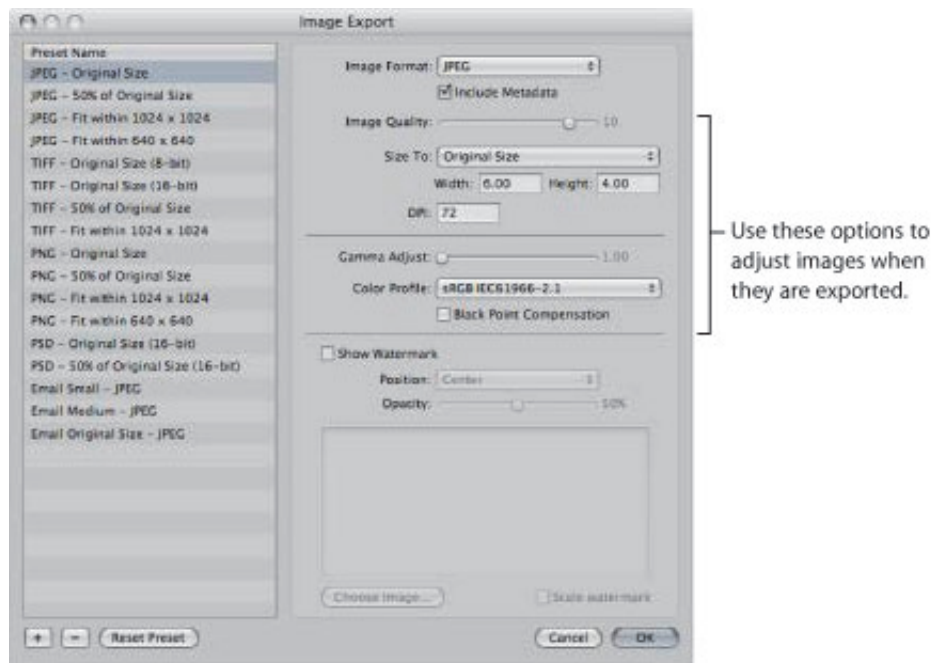 Image Export
Preset Name
JPEG - Original Size
JPEG - 50% of Original Size
JPEG - Fit within 1024 x 1024
JPEG - Fit within 640 x 640
TIFF - Original Size (8-bit)
TIFF - Original Size (16-bit)
TIFF - 50% of Original Size
TIFF - Fit within 1024 x 1024
PNG - Original Size
PNG - 50% of Original Size
PNG - Fit within 1024 x 1024
PNG - Fit within 640 x 640
PSD - Original Size (16-bit)
PSD - 50% of Original Size (16-bit)
Email Small - JPEG
Email Medium - JPEG
Email Original Size - JPEG
+ - Reset Preset
Image Format: JPEG
Include Metadata
Image Quality: 10
Size To: Original Size
Width: 6.00 Height: 4.00
DPI: 72
Gamma Adjust: 1.00
Color Profile: sRGB IEC61966-2.1
Black Point Compensation
Show Watermark
Position: Center
Opacity: 50%
Choose Image...
Scale watermark
Cancel OK
Use these options to
adjust images when
they are exported.